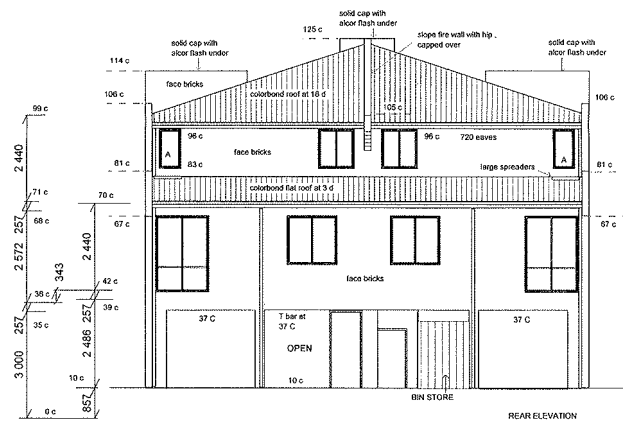 125 c
solid cap with
alcor flash under
solid cap with
alcor flash under
slope fire wall with hip
capped over
solid cap with
alcor flash under
114 c
face bricks
106 c
colorbond roof at 18 d
105 c
106 c
99 c
96 c
96 c
720 eaves
A
face bricks
A
83 c
large spreaders
81 c
81 c
2 440
71 c
70 c
colorbond flat roof at 3 d
257
68 c
67 c
67 c
2 572
2 440
343
face bricks
42 c
36 c
39 c
257
257
35 c
37 C
T bar at
37 C
37 C
OPEN
3 000
2 486
10 c
10 c
857
0 c
BIN STORE
REAR ELEVATION